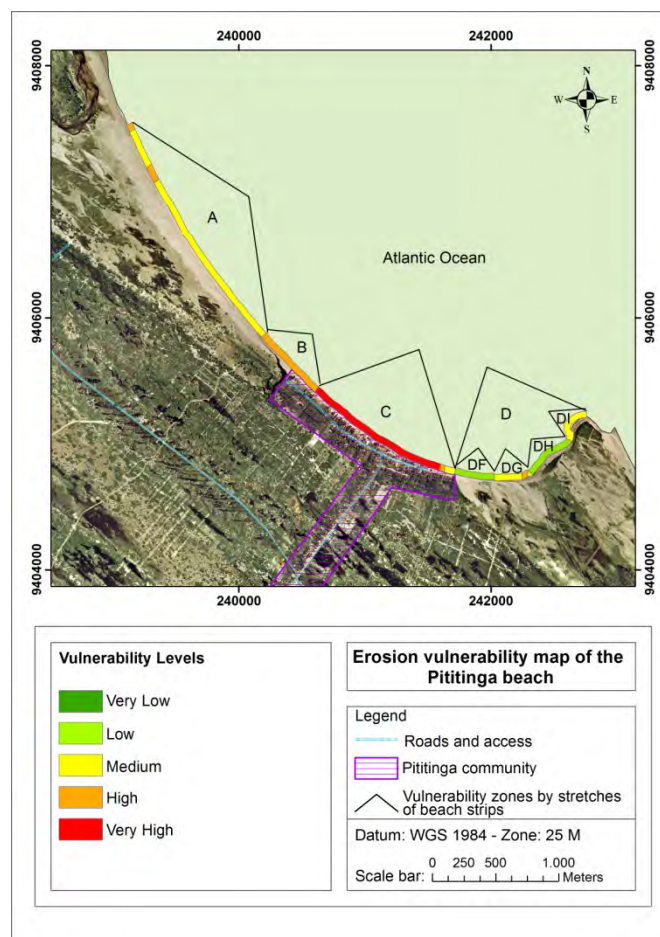 240000 242000
9408000 9408000
N
W E
S
A
Atlantic Ocean
9406000 9406000
B
C
D
DI
DH
DF DG
9404000 9404000
240000 242000
Vulnerability Levels
Very Low
Low
Medium
High
Very High
Erosion vulnerability map of the
Pititinga beach
Legend
Roads and access
Pititinga community
Vulnerability zones by stretches
of beach strips
Datum: WGS 1984 - Zone: 25 M
Scale bar: 0 250 500 1.000
Meters